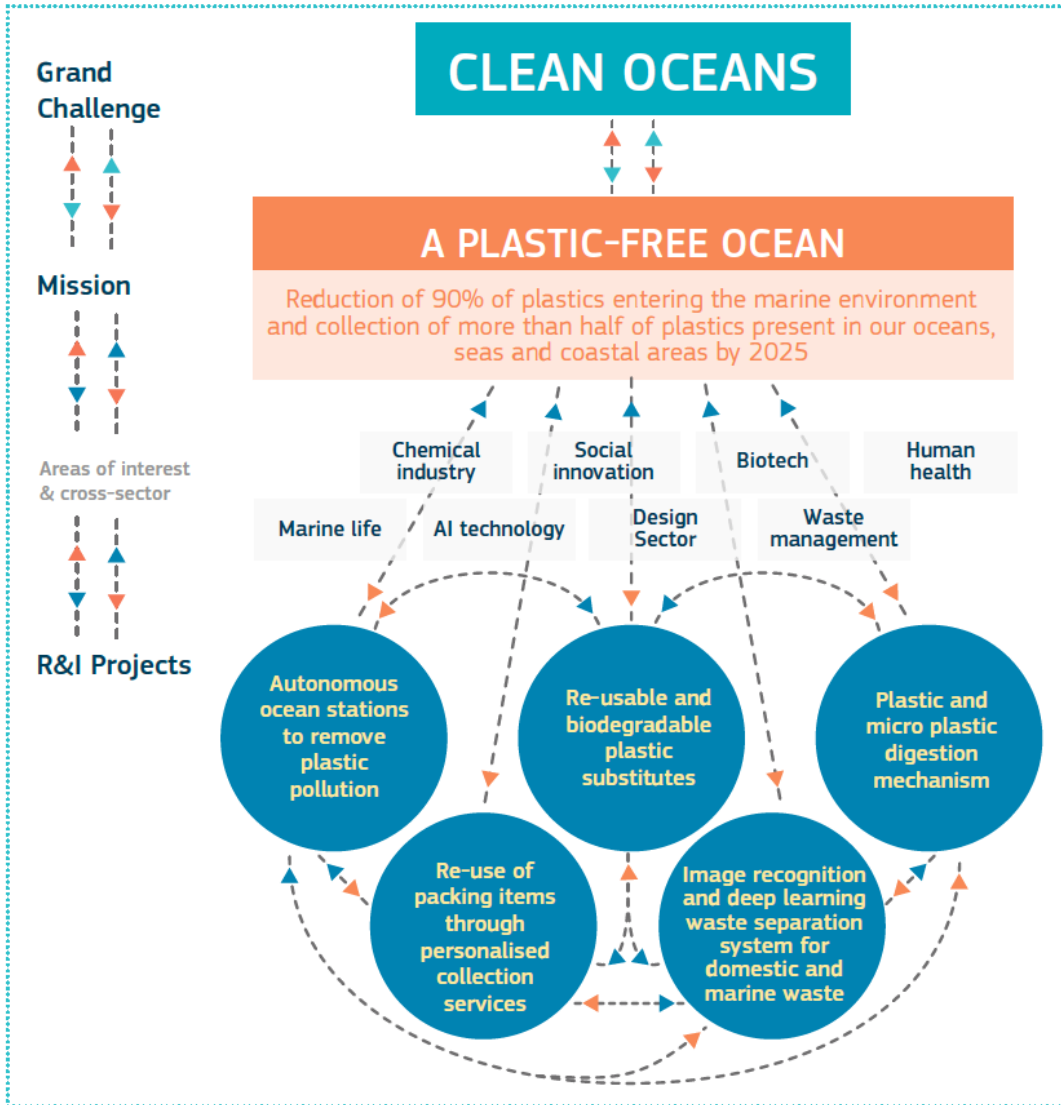 CLEAN OCEANS
Grand
Challenge
A PLASTIC-FREE OCEAN
Mission
Reduction of 90% of plastics entering the marine environment
and collection of more than half of plastics present in our oceans,
seas and coastal areas by 2025
Areas of interest
& cross-sector
Chemical
industry
Social
innovation
Biotech
Human
health
Marine life
AI technology
Design
Sector
Waste
management
R&I Projects
Autonomous
ocean stations
to remove
plastic
pollution
Re-usable and
biodegradable
plastic
substitutes
Plastic and
micro plastic
digestion
mechanism
Re-use of
packing items
through
personalised
collection
services
Image recognition
and deep learning
waste separation
system for
domestic and
marine waste